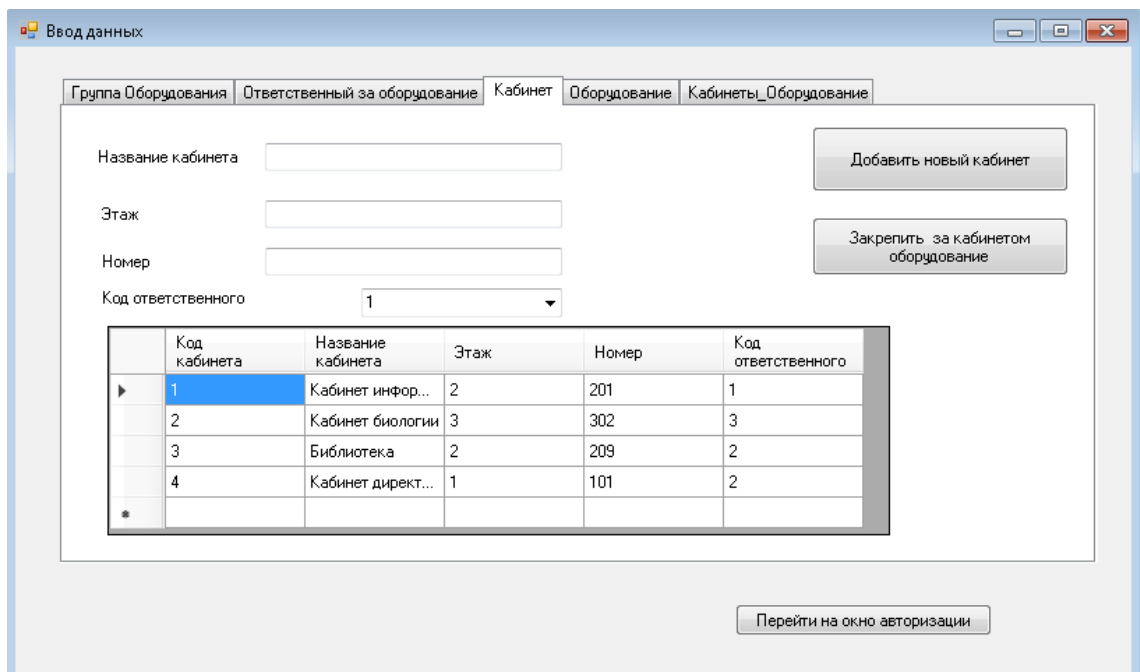 Ввод данных
Группа Оборудования Ответственный за оборудование Кабинет Оборудование Кабинеты_Оборудование
Название кабинета
Добавить новый кабинет
Этаж
Закрепить за кабинетом
оборудование
Номер
Код ответственного 1
Код кабинета Название кабинета Этаж Номер Код ответственного
1 Кабинет инфор... 2 201 1
2 Кабинет биологии 3 302 3
3 Библиотека 2 209 2
4 Кабинет директ... 1 101 2
Перейти на окно авторизации